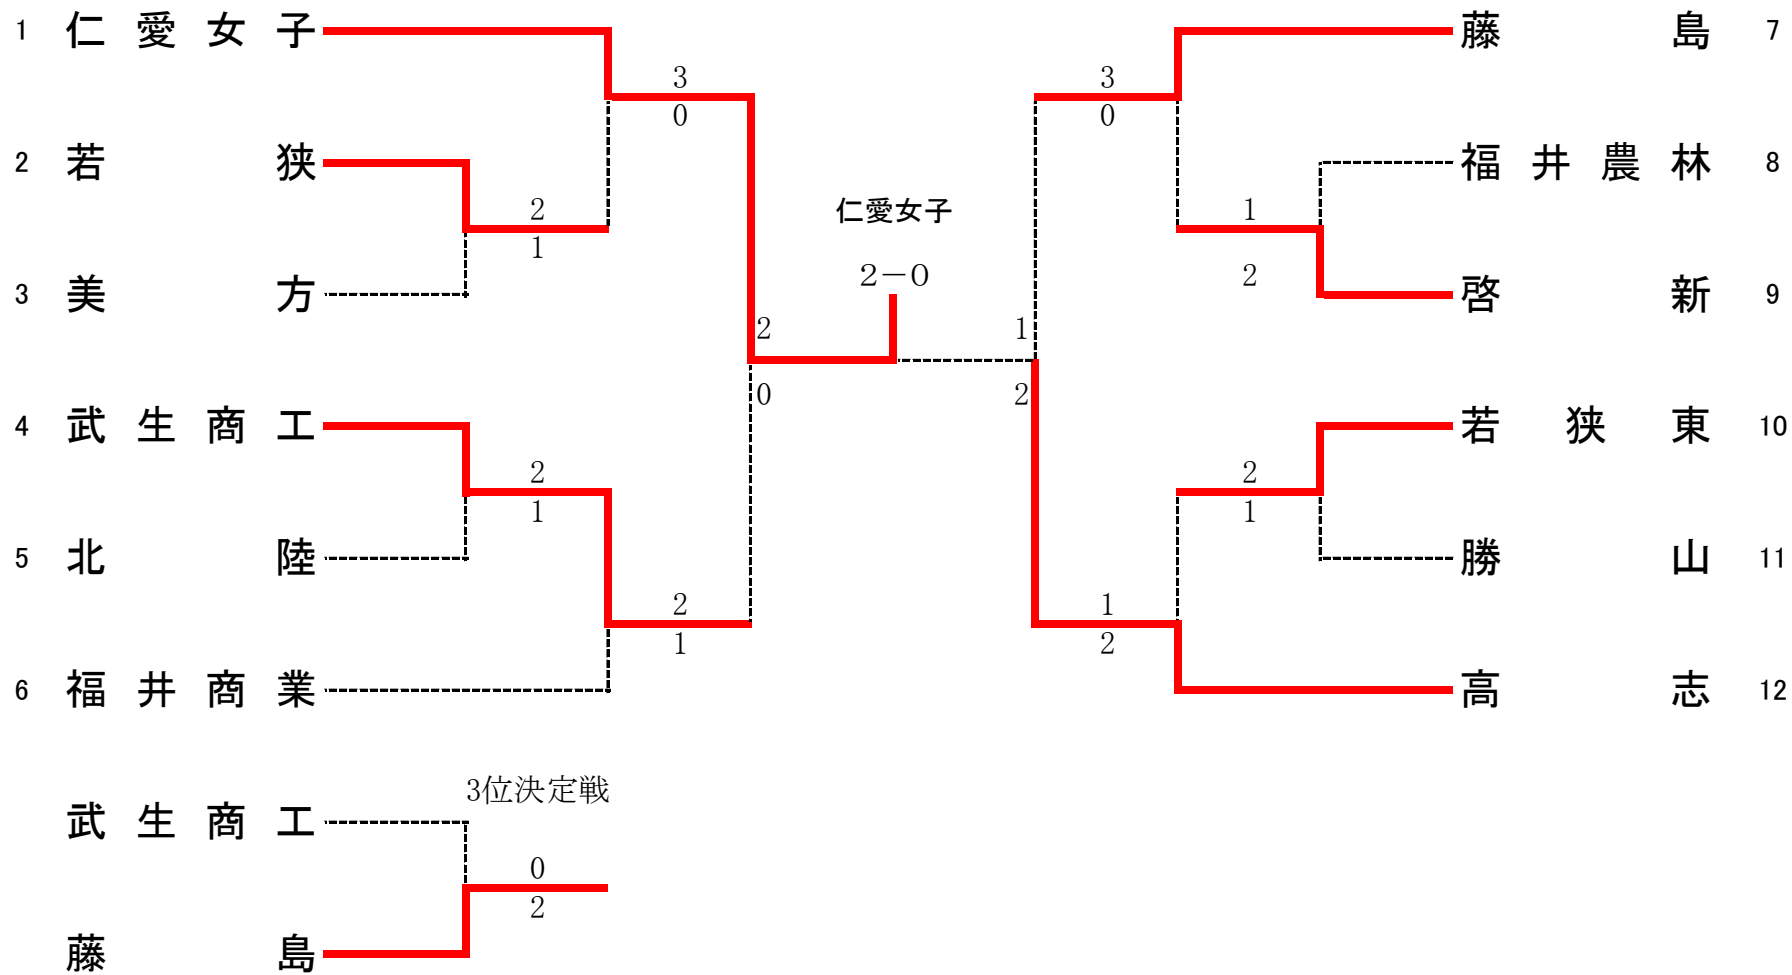 1 仁愛女子
3
0
2 若狭
2
1
3 美方
2
0
4 武生商工
2
1
5 北陸
2
1
6 福井商業
仁愛女子
2－0
藤島 7
3
0
福井農林 8
1
2
啓新 9
1
2
若狭東 10
2
1
勝山 11
1
2
高志 12
3位決定戦
武生商工
0
2
藤島